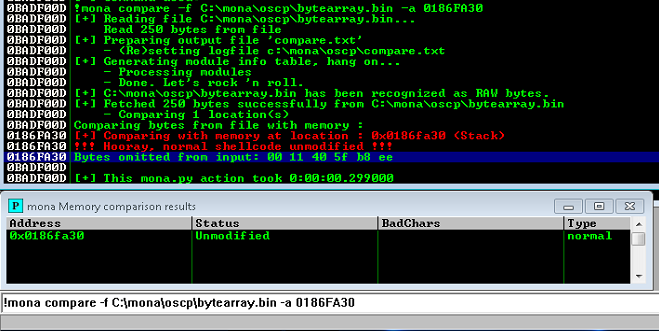 !mona compare -f C:\mona\oscp\bytearray.bin -a 0186FA30
0BADF00D [+] Reading file C:\mona\oscp\bytearray.bin...
0BADF00D Read 250 bytes from file
0BADF00D [+] Preparing output file 'compare.txt'
0BADF00D - (Re)setting logfile c:\mona\oscp\compare.txt
0BADF00D [+] Generating module info table, hang on...
0BADF00D - Processing modules
0BADF00D - Done. Let's rock 'n roll.
0BADF00D [+] C:\mona\oscp\bytearray.bin has been recognized as RAW bytes.
0BADF00D [+] Fetched 250 bytes successfully from C:\mona\oscp\bytearray.bin
0BADF00D - Comparing 1 location(s)
0BADF00D Comparing bytes from file with memory :
0186FA30 [+] Comparing with memory at location : 0x0186fa30 (Stack)
0186FA30 !!! Hooray, normal shellcode unmodified !!!
0186FA30 Bytes omitted from input: 00 11 40 5f b8 ee
0BADF00D
0BADF00D [+] This mona.py action took 0:00:00.299000
P mona Memory comparison results
Address Status BadChars Type
0x0186fa30 Unmodified normal
!mona compare -f C:\mona\oscp\bytearray.bin -a 0186FA30